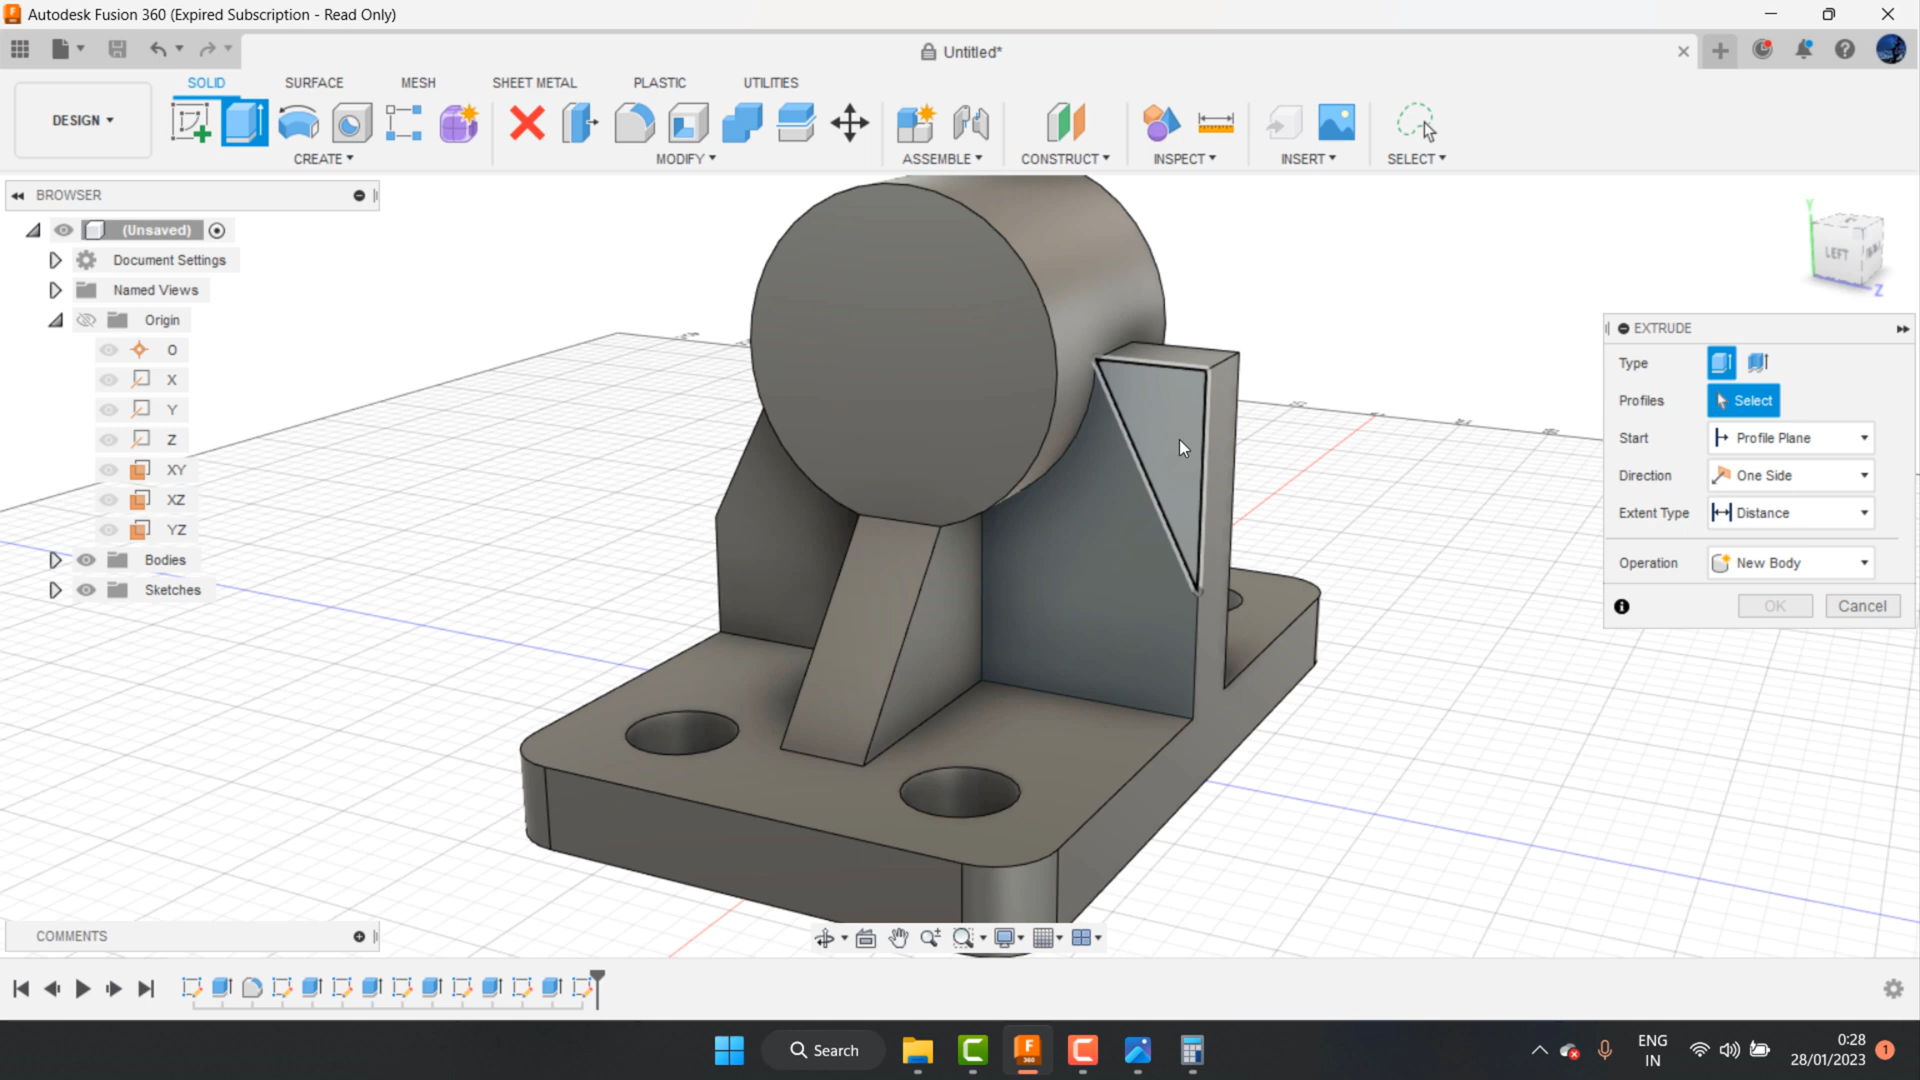 Autodesk Fusion 360 (Expired Subscription - Read Only)
Untitled*
DESIGN
SOLID
SURFACE
MESH
SHEET METAL
PLASTIC
UTILITIES
CREATE
MODIFY
ASSEMBLE
CONSTRUCT
INSPECT
INSERT
SELECT
BROWSER
(Unsaved)
Document Settings
Named Views
Origin
O
X
Y
Z
XY
XZ
YZ
Bodies
Sketches
Y
LEFT
Z
EXTRUDE
Type
Profiles
Select
Start
Profile Plane
Direction
One Side
Extent Type
Distance
Operation
New Body
OK
Cancel
COMMENTS
Search
F
360
ENG
IN
0:28
28/01/2023
1